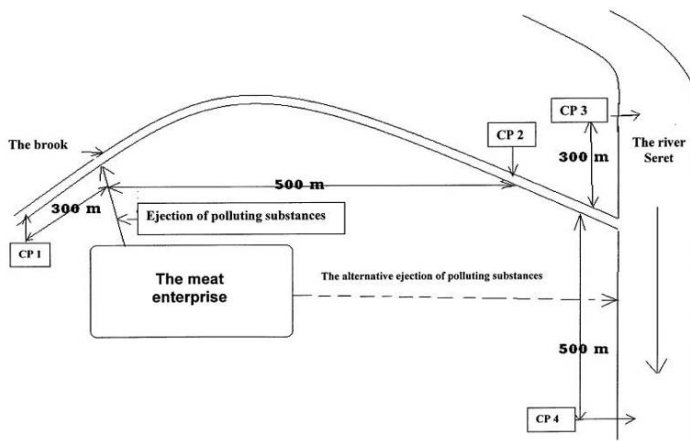 CP 3
The brook
CP 2
The river
Seret
300 m
500 m
300 m
Ejection of polluting substances
CP 1
The meat
enterprise
The alternative ejection of polluting substances
500 m
CP 4